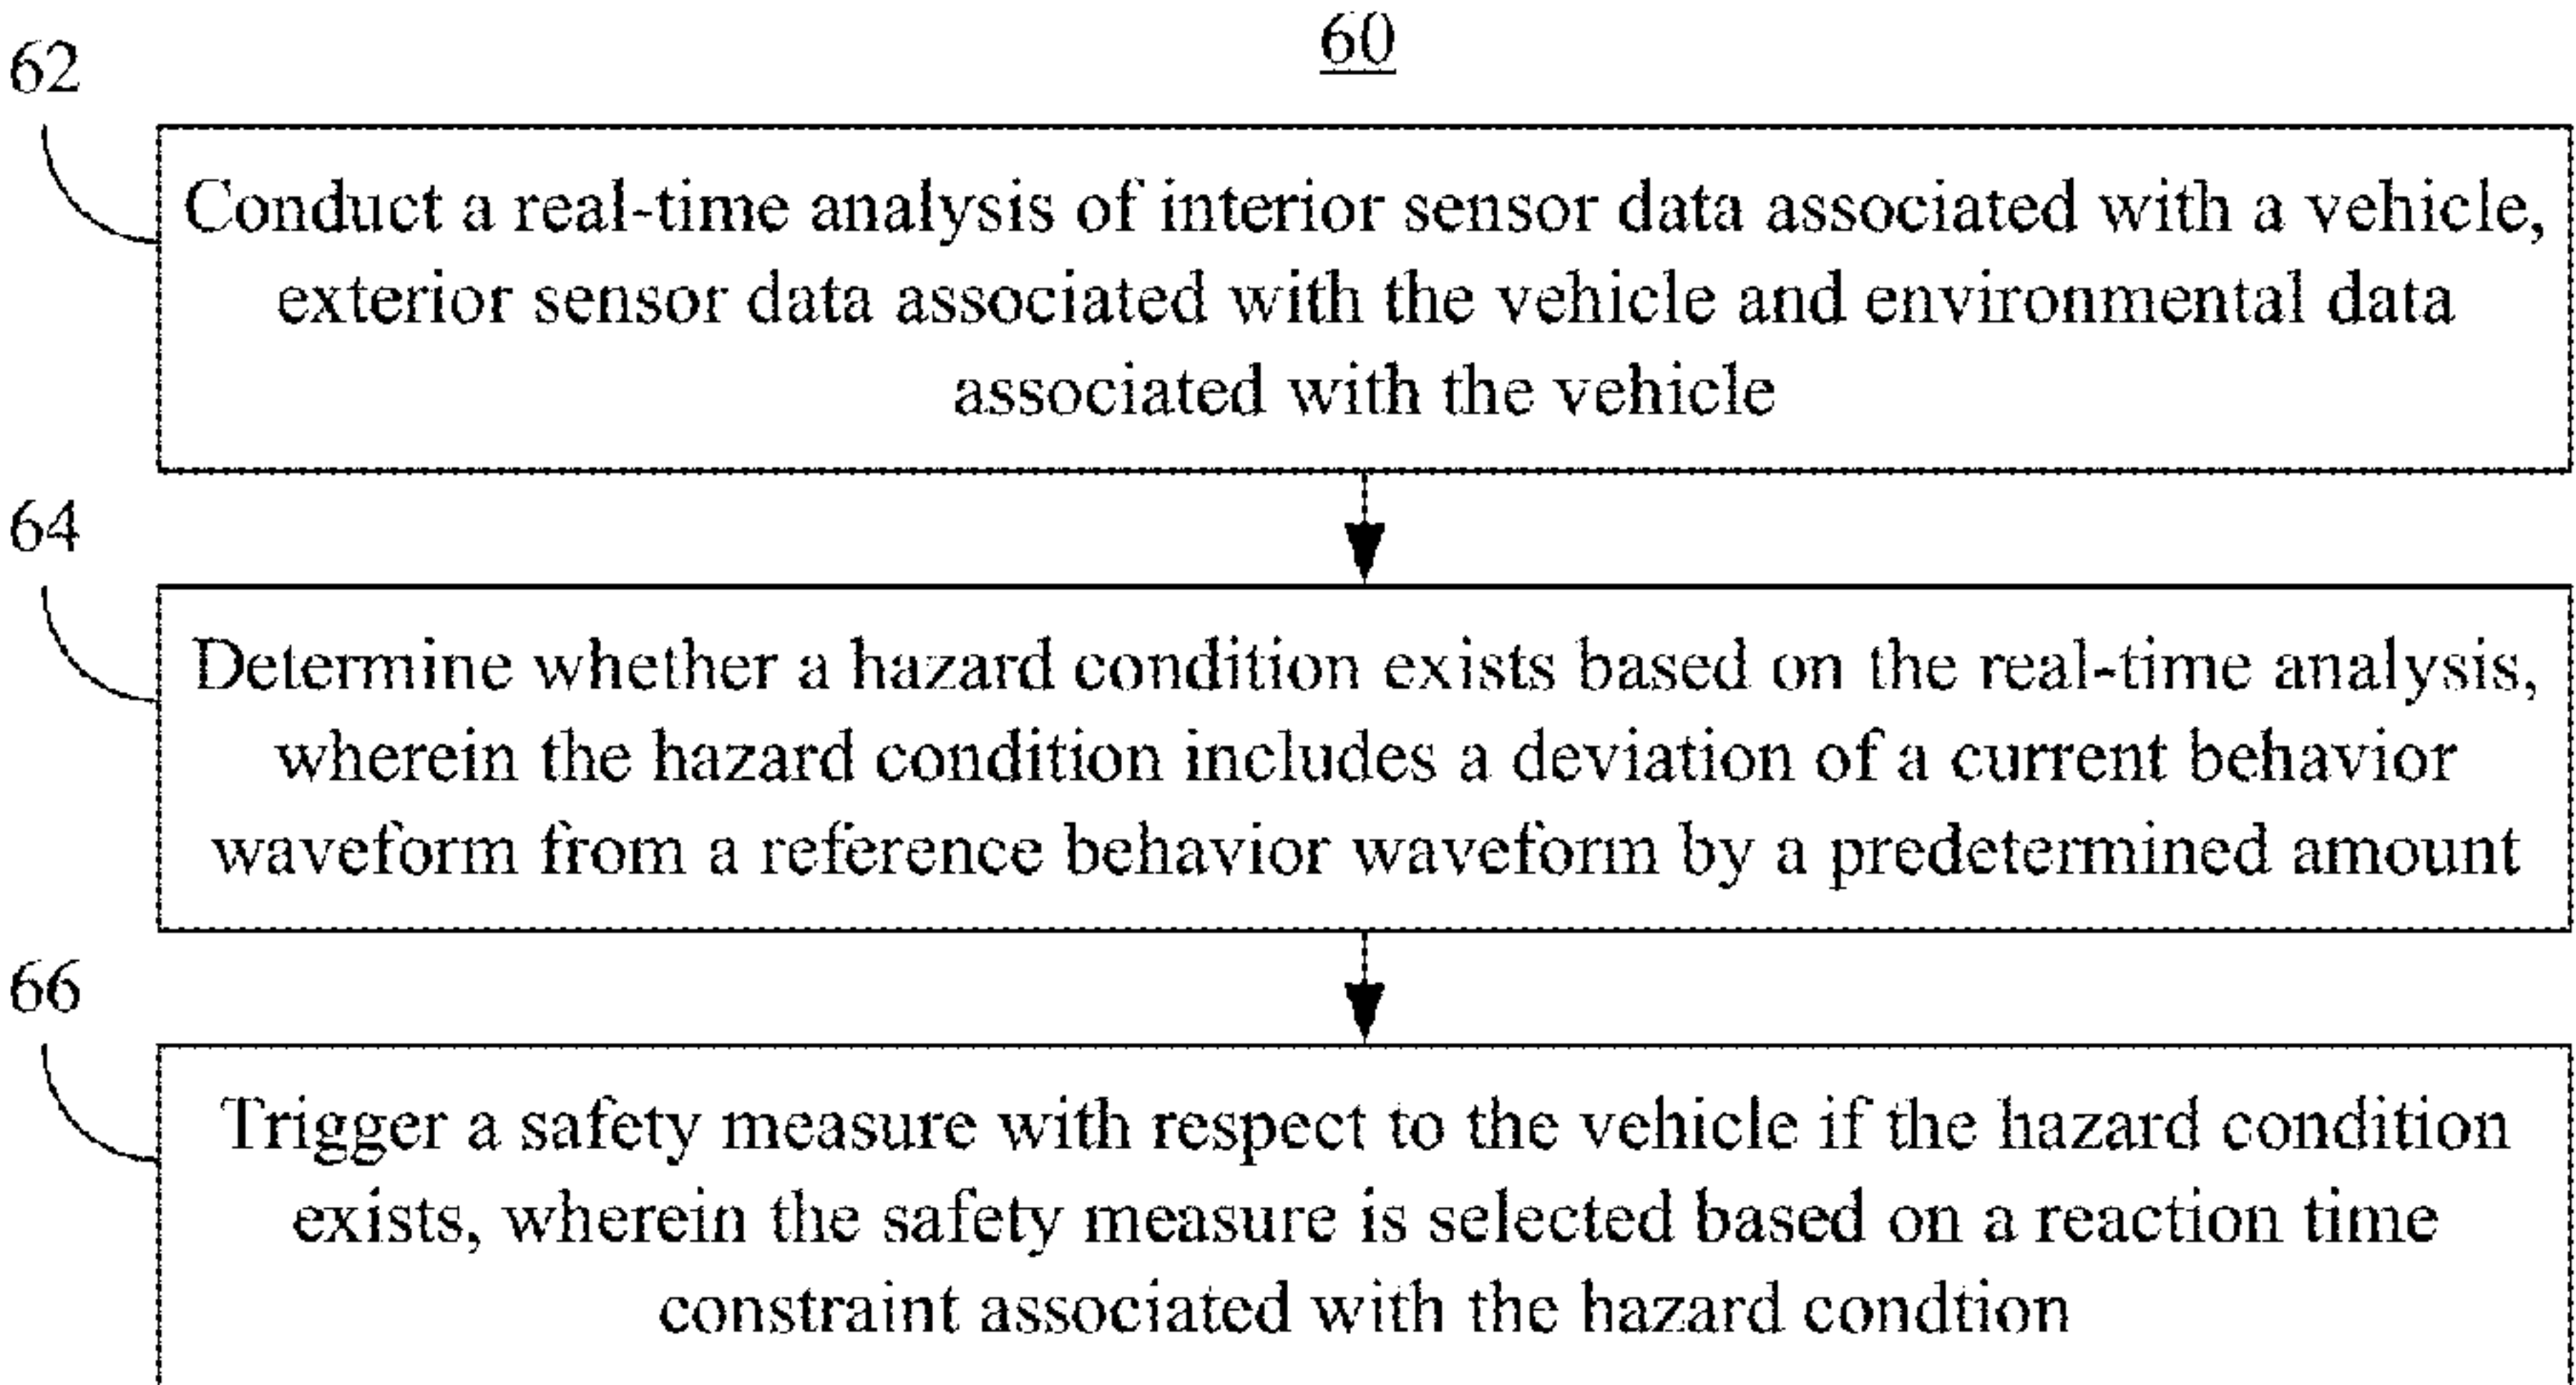 60
62
Conduct a real-time analysis of interior sensor data associated with a vehicle,
exterior sensor data associated with the vehicle and environmental data
associated with the vehicle
64
Determine whether a hazard condition exists based on the real-time analysis,
wherein the hazard condition includes a deviation of a current behavior
waveform from a reference behavior waveform by a predetermined amount
66
Trigger a safety measure with respect to the vehicle if the hazard condition
exists, wherein the safety measure is selected based on a reaction time
constraint associated with the hazard condtion